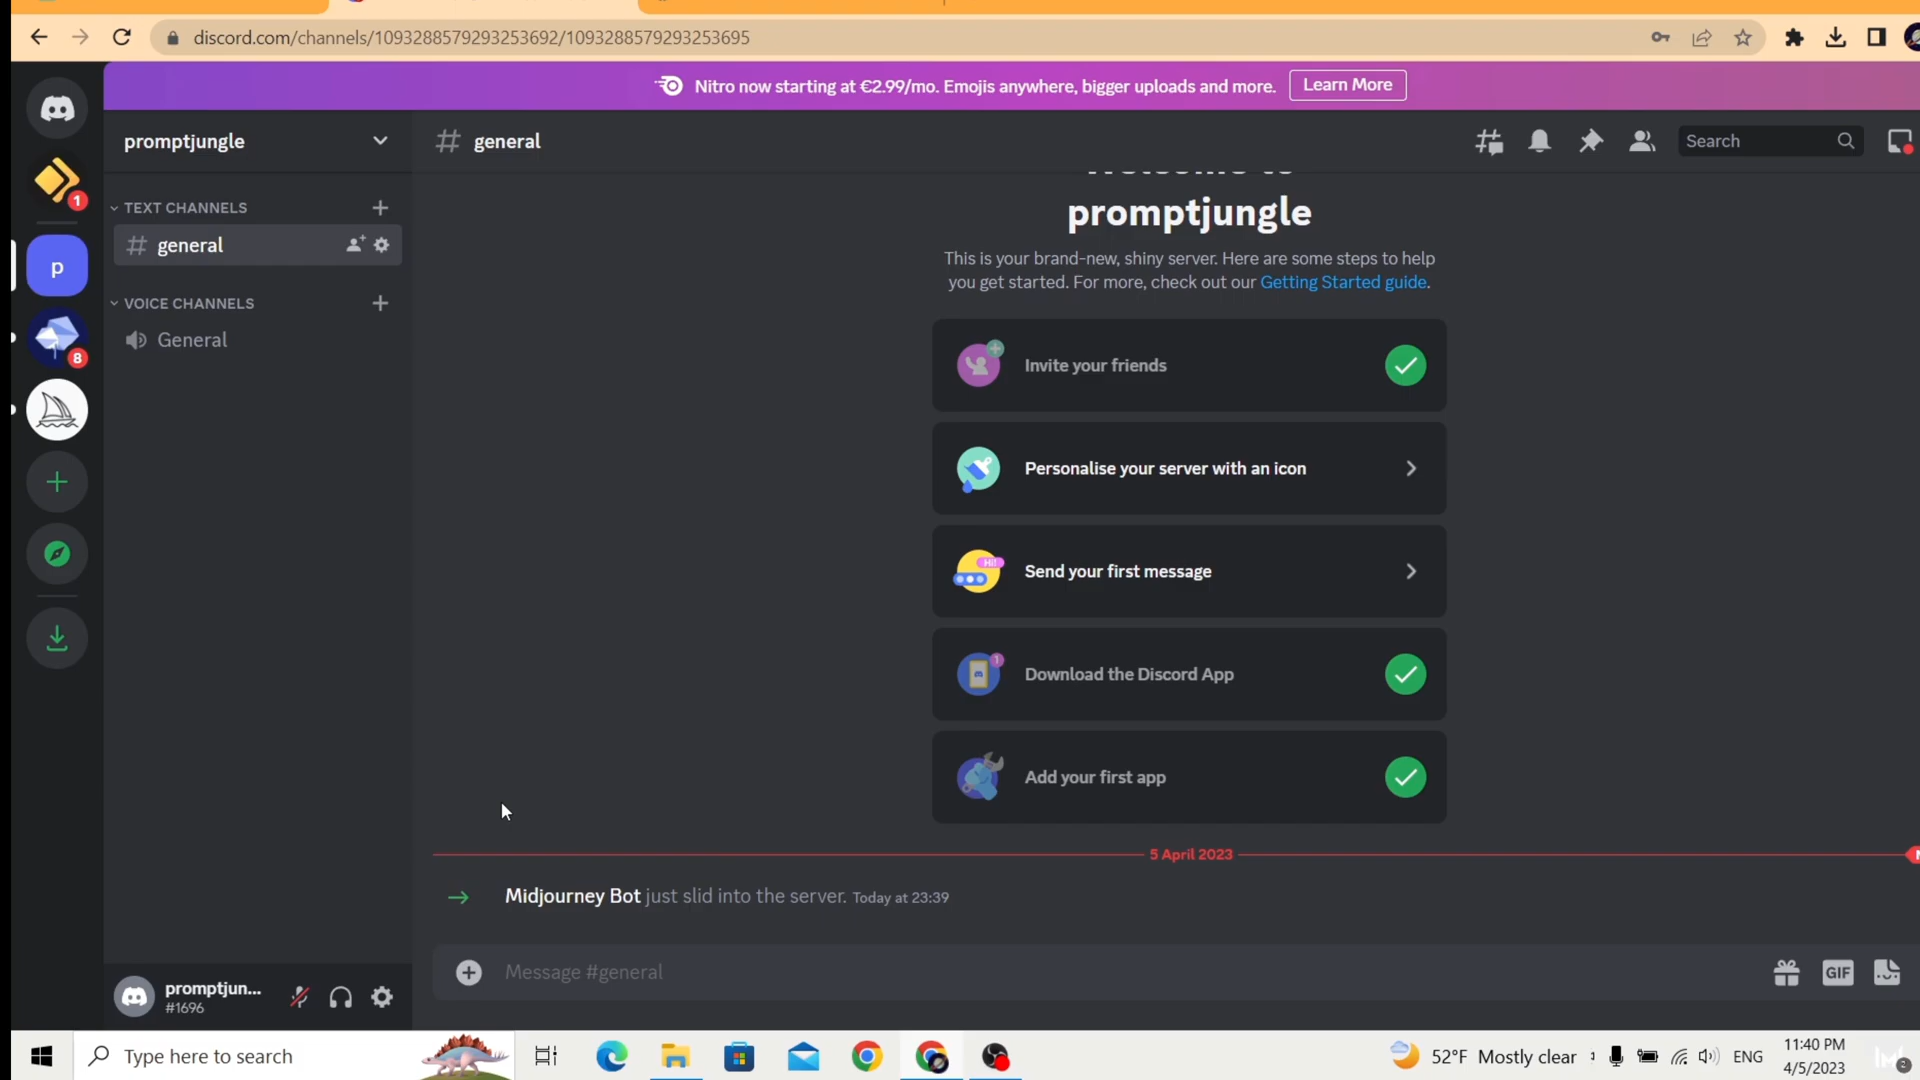 discord.com/channels/1093288579293253692/1093288579293253695
Nitro now starting at €2.99/mo. Emojis anywhere, bigger uploads and more.
Learn More
promptjungle
general
Search
1
TEXT CHANNELS
general
VOICE CHANNELS
General
p
8
promptjungle
This is your brand-new, shiny server. Here are some steps to help
you get started. For more, check out our Getting Started guide.
Invite your friends
Personalise your server with an icon
Hi!
Send your first message
1
Download the Discord App
Add your first app
5 April 2023
Midjourney Bot just slid into the server. Today at 23:39
Message #general
GIF
promptjun...
#1696
Type here to search
52°F Mostly clear
ENG
11:40 PM
4/5/2023
2